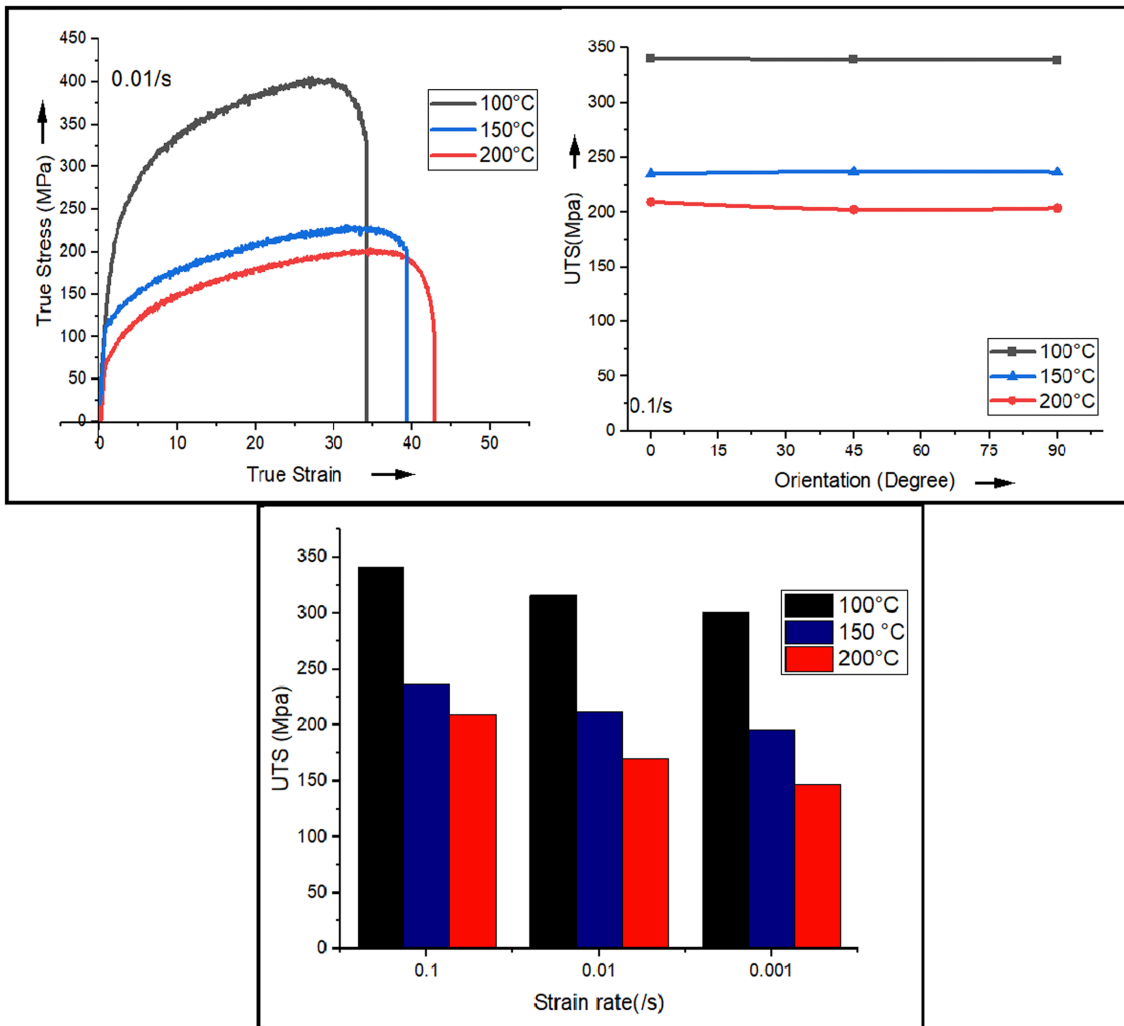 450
400
350
300
250
200
150
100
50
0
True Stress (MPa)
0.01/s
100°C
150°C
200°C
0 10 20 30 40 50
True Strain
350
300
250
200
150
100
50
0
UTS(Mpa)
100°C
150°C
200°C
0.1/s
0 15 30 45 60 75 90
Orientation (Degree)
350
300
250
200
150
100
50
0
UTS (Mpa)
100°C
150 °C
200°C
0.1 0.01 0.001
Strain rate(/s)